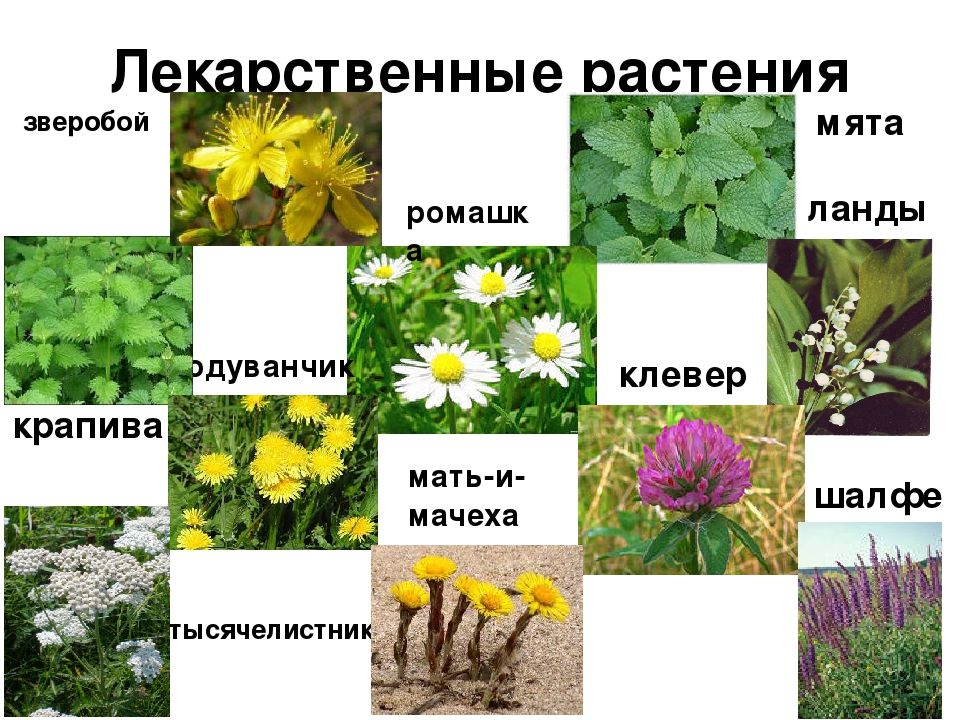 Лекарственные растения
зверобой
мята
ромашк
а
ланды
одуванчик
клевер
крапива
мать-и-
мачеха
шалфе
тысячелистник